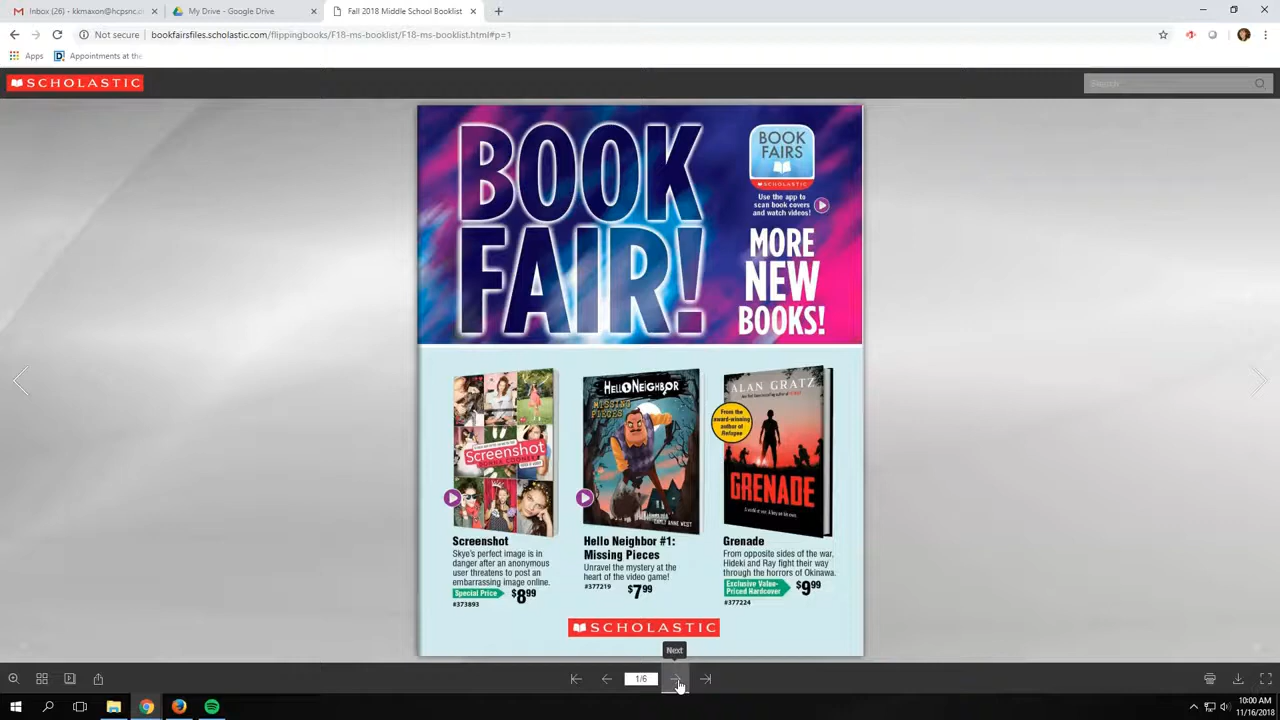 Inbox (26) - kkmaxon@hcpsnc.o
My Drive - Google Drive
Fall 2018 Middle School Booklist
Not secure | bookfairsfiles.scholastic.com/flippingbooks/F18-ms-booklist/F18-ms-booklist.html#p=1
Apps
Appointments at the
SCHOLASTIC
Search
BOOK
FAIR!
BOOK
FAIRS
SCHOLASTIC
Use the app to
scan book covers
and watch videos!
MORE
NEW
BOOKS!
Screenshot
DONNA COONER
HELLO NEIGHBOR
MISSING
PIECES
CARLY ANNE WEST
ALAN GRATZ
From the
award-winning
author of
Refugee
GRENADE
Screenshot
Skye's perfect image is in
danger after an anonymous
user threatens to post an
embarrassing image online.
Special Price $899
#373893
Hello Neighbor #1:
Missing Pieces
Unravel the mystery at the
heart of the video game!
#377219 $7.99
Grenade
From opposite sides of the war,
Hideki and Ray fight their way
through the horrors of Okinawa.
Exclusive Value-
Priced Hardcover $9.99
#377224
SCHOLASTIC
Next
1/6
10:00 AM
11/16/2018